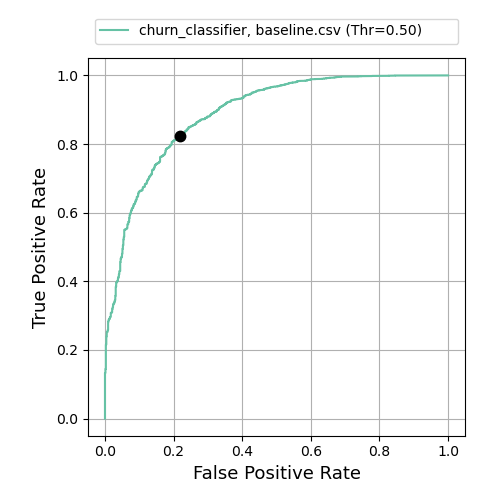 churn_classifier, baseline.csv (Thr=0.50)
1.0
0.8
0.6
0.4
0.2
0.0
True Positive Rate
0.0 0.2 0.4 0.6 0.8 1.0
False Positive Rate